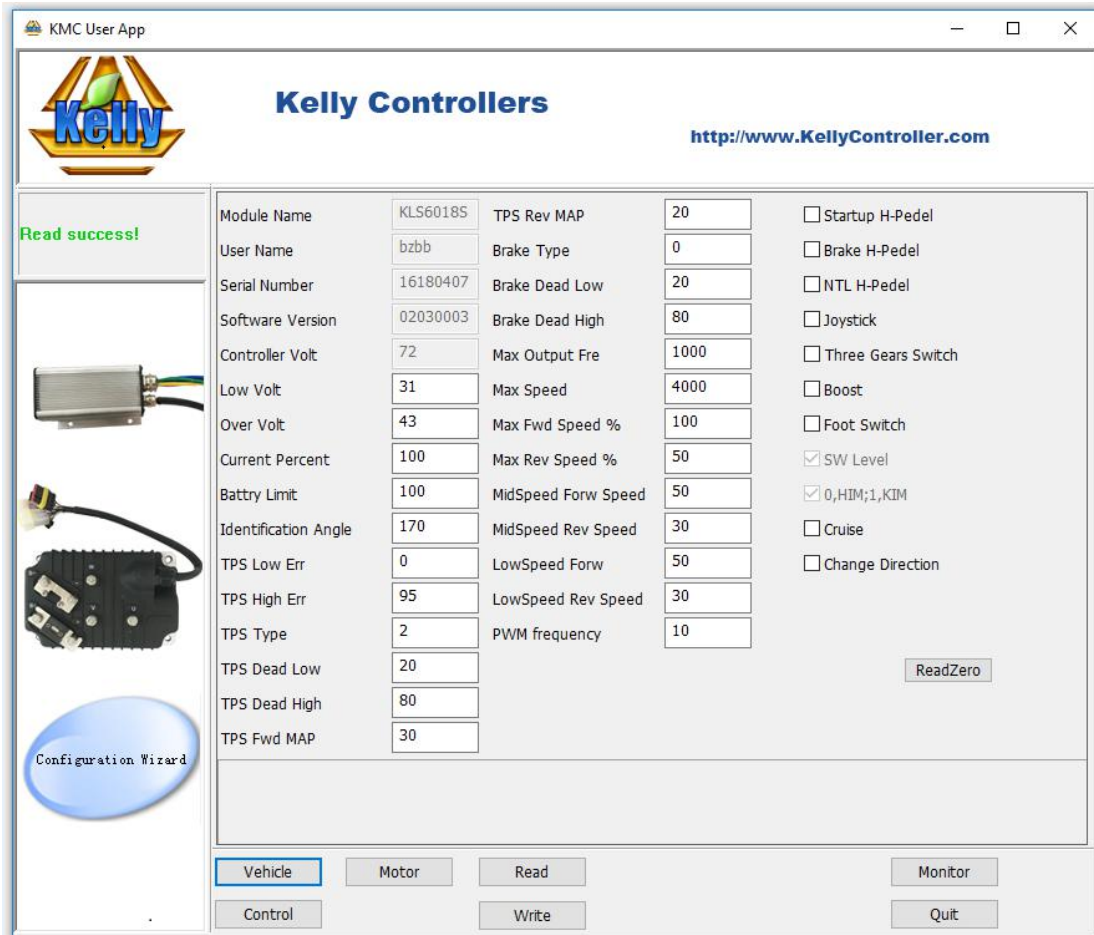 KMC User App
Kelly
Kelly Controllers
http://www.KellyController.com
Read success!
Configuration Wizard
Module Name KLS6018S
User Name bzbb
Serial Number 16180407
Software Version 02030003
Controller Volt 72
Low Volt 31
Over Volt 43
Current Percent 100
Battry Limit 100
Identification Angle 170
TPS Low Err 0
TPS High Err 95
TPS Type 2
TPS Dead Low 20
TPS Dead High 80
TPS Fwd MAP 30
TPS Rev MAP 20
Brake Type 0
Brake Dead Low 20
Brake Dead High 80
Max Output Fre 1000
Max Speed 4000
Max Fwd Speed % 100
Max Rev Speed % 50
MidSpeed Forw Speed 50
MidSpeed Rev Speed 30
LowSpeed Forw 50
LowSpeed Rev Speed 30
PWM frequency 10
Startup H-Pedel
Brake H-Pedel
NTL H-Pedel
Joystick
Three Gears Switch
Boost
Foot Switch
SW Level
0,HIM;1,KIM
Cruise
Change Direction
ReadZero
Vehicle Motor Read Monitor
Control Write Quit